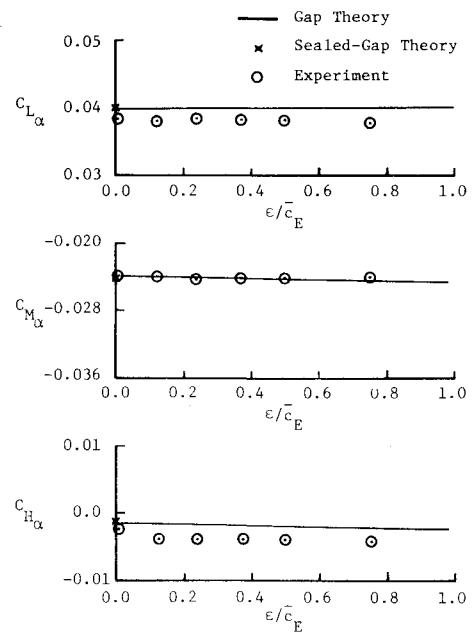 Gap Theory
Sealed-Gap Theory
Experiment
0.05
C_Lα 0.04
0.03
0.0 0.2 0.4 0.6 0.8 1.0
ε/c̄_E
-0.020
C_Mα -0.028
-0.036
0.0 0.2 0.4 0.6 0.8 1.0
ε/c̄_E
0.01
C_Hα 0.0
-0.01
0.0 0.2 0.4 0.6 0.8 1.0
ε/c̄_E